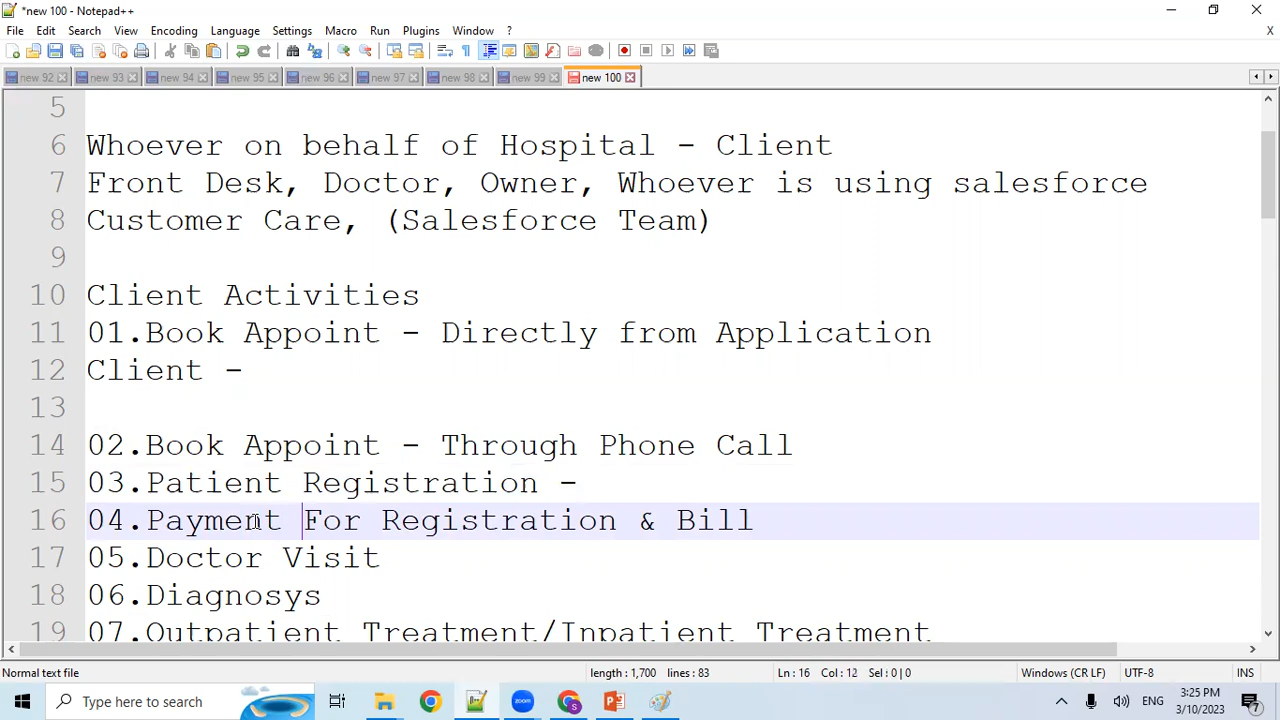 *new 100 - Notepad++
File Edit Search View Encoding Language Settings Tools Macro Run Plugins Window ?
new 92 new 93 new 94 new 95 new 96 new 97 new 98 new 99 new 100
5
6 Whoever on behalf of Hospital - Client
7 Front Desk, Doctor, Owner, Whoever is using salesforce
8 Customer Care, (Salesforce Team)
9
10 Client Activities
11 01.Book Appoint - Directly from Application
12 Client -
13
14 02.Book Appoint - Through Phone Call
15 03.Patient Registration -
16 04.Payment For Registration & Bill
17 05.Doctor Visit
18 06.Diagnosys
19 07.Outpatient Treatment/Inpatient Treatment
Normal text file length : 1,700 lines : 83 Ln : 16 Col : 12 Sel : 0 | 0 Windows (CR LF) UTF-8 INS
Type here to search zoom ENG 3:25 PM
3/10/2023 7